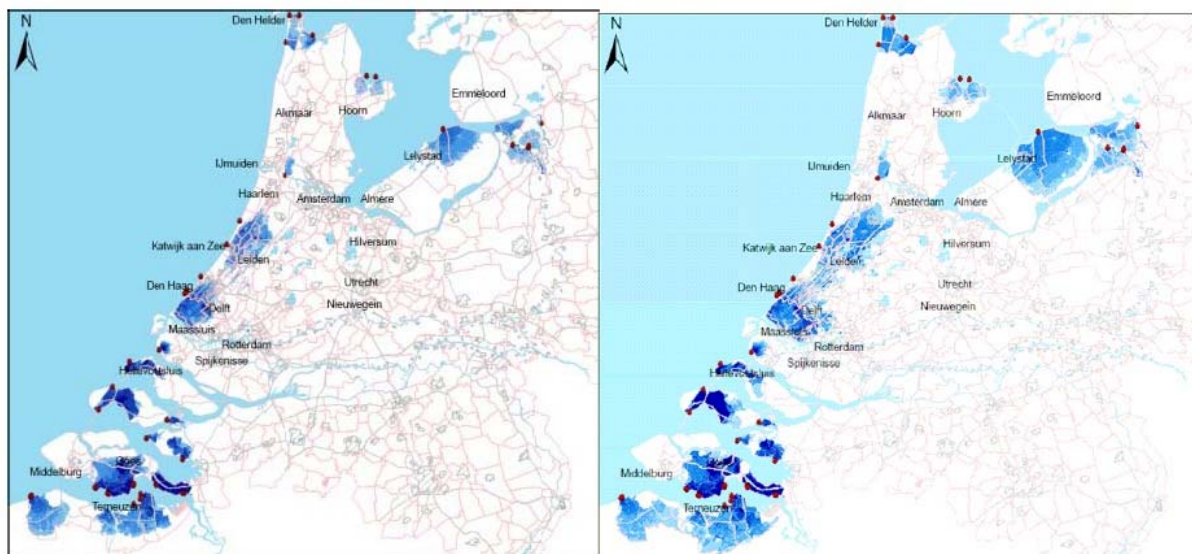 N
Den Helder
Emmeloord
Hoorn
Alkmaar
Lelystad
IJmuiden
Haarlem
Amsterdam
Almere
Katwijk aan Zee
Hilversum
Leiden
Den Haag
Utrecht
Delft
Nieuwegein
Maassluis
Rotterdam
Spijkenisse
Hellevoetsluis
Goes
Middelburg
Terneuzen
N
Den Helder
Emmeloord
Hoorn
Alkmaar
Lelystad
IJmuiden
Haarlem
Amsterdam
Almere
Katwijk aan Zee
Hilversum
Leiden
Den Haag
Utrecht
Delft
Nieuwegein
Maassluis
Rotterdam
Spijkenisse
Hellevoetsluis
Middelburg
Terneuzen